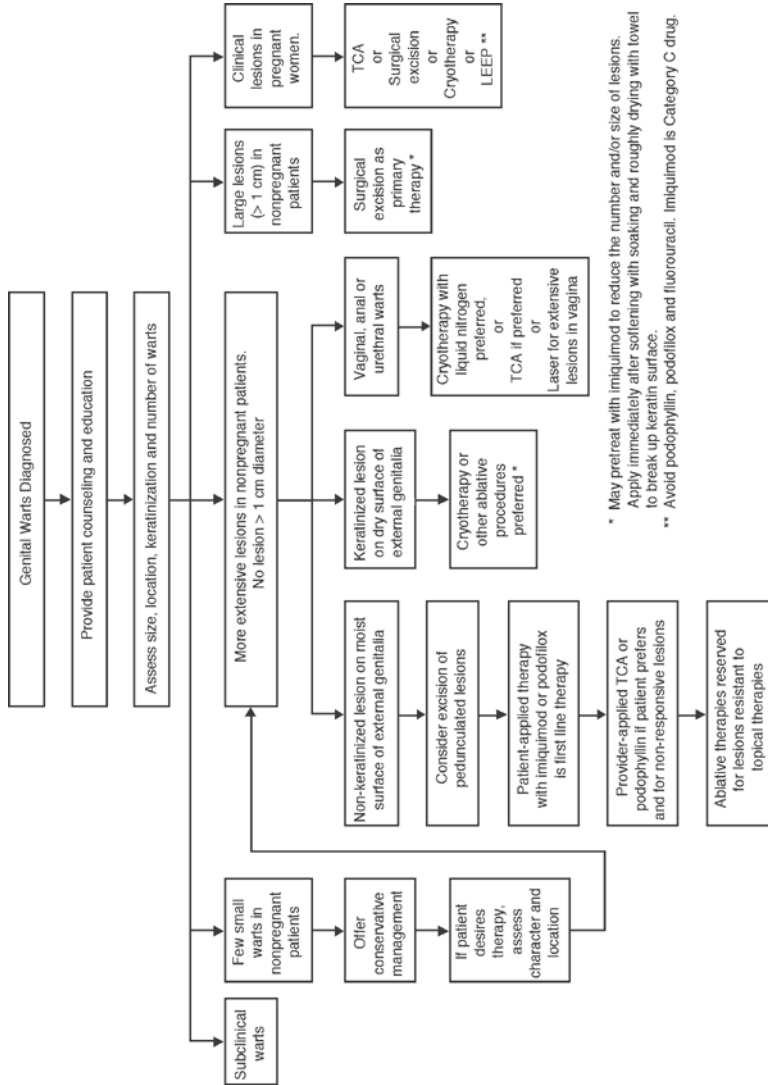 Genital Warts Diagnosed
Provide patient counseling and education
Assess size, location, keratinization and number of warts
Subclinical
warts
Few small
warts in
nonpregnant
patients
Offer
conservative
management
If patient
desires
therapy,
assess
character and
location
More extensive lesions in nonpregnant patients.
No lesion > 1 cm diameter
Non-keratinized lesion on moist
surface of external genitalia
Consider excision of
pedunculated lesions
Patient-applied therapy
with imiquimod or podofilox
is first line therapy
Provider-applied TCA or
podophyllin if patient prefers
and for non-responsive lesions
Ablative therapies reserved
for lesions resistant to
topical therapies
Keratinized lesion
on dry surface of
external genitalia
Cryotherapy or
other ablative
procedures
preferred *
Vaginal, anal or
urethral warts
Cryotherapy with
liquid nitrogen
preferred,
or
TCA if preferred
or
Laser for extensive
lesions in vagina
Large lesions
(> 1 cm) in
nonpregnant
patients
Surgical
excision as
primary
therapy *
Clinical
lesions in
pregnant
women.
TCA
or
Surgical
excision
or
Cryotherapy
or
LEEP **
* May pretreat with imiquimod to reduce the number and/or size of lesions.
Apply immediately after softening with soaking and roughly drying with towel
to break up keratin surface.
** Avoid podophyllin, podofilox and fluorouracil. Imiquimod is Category C drug.